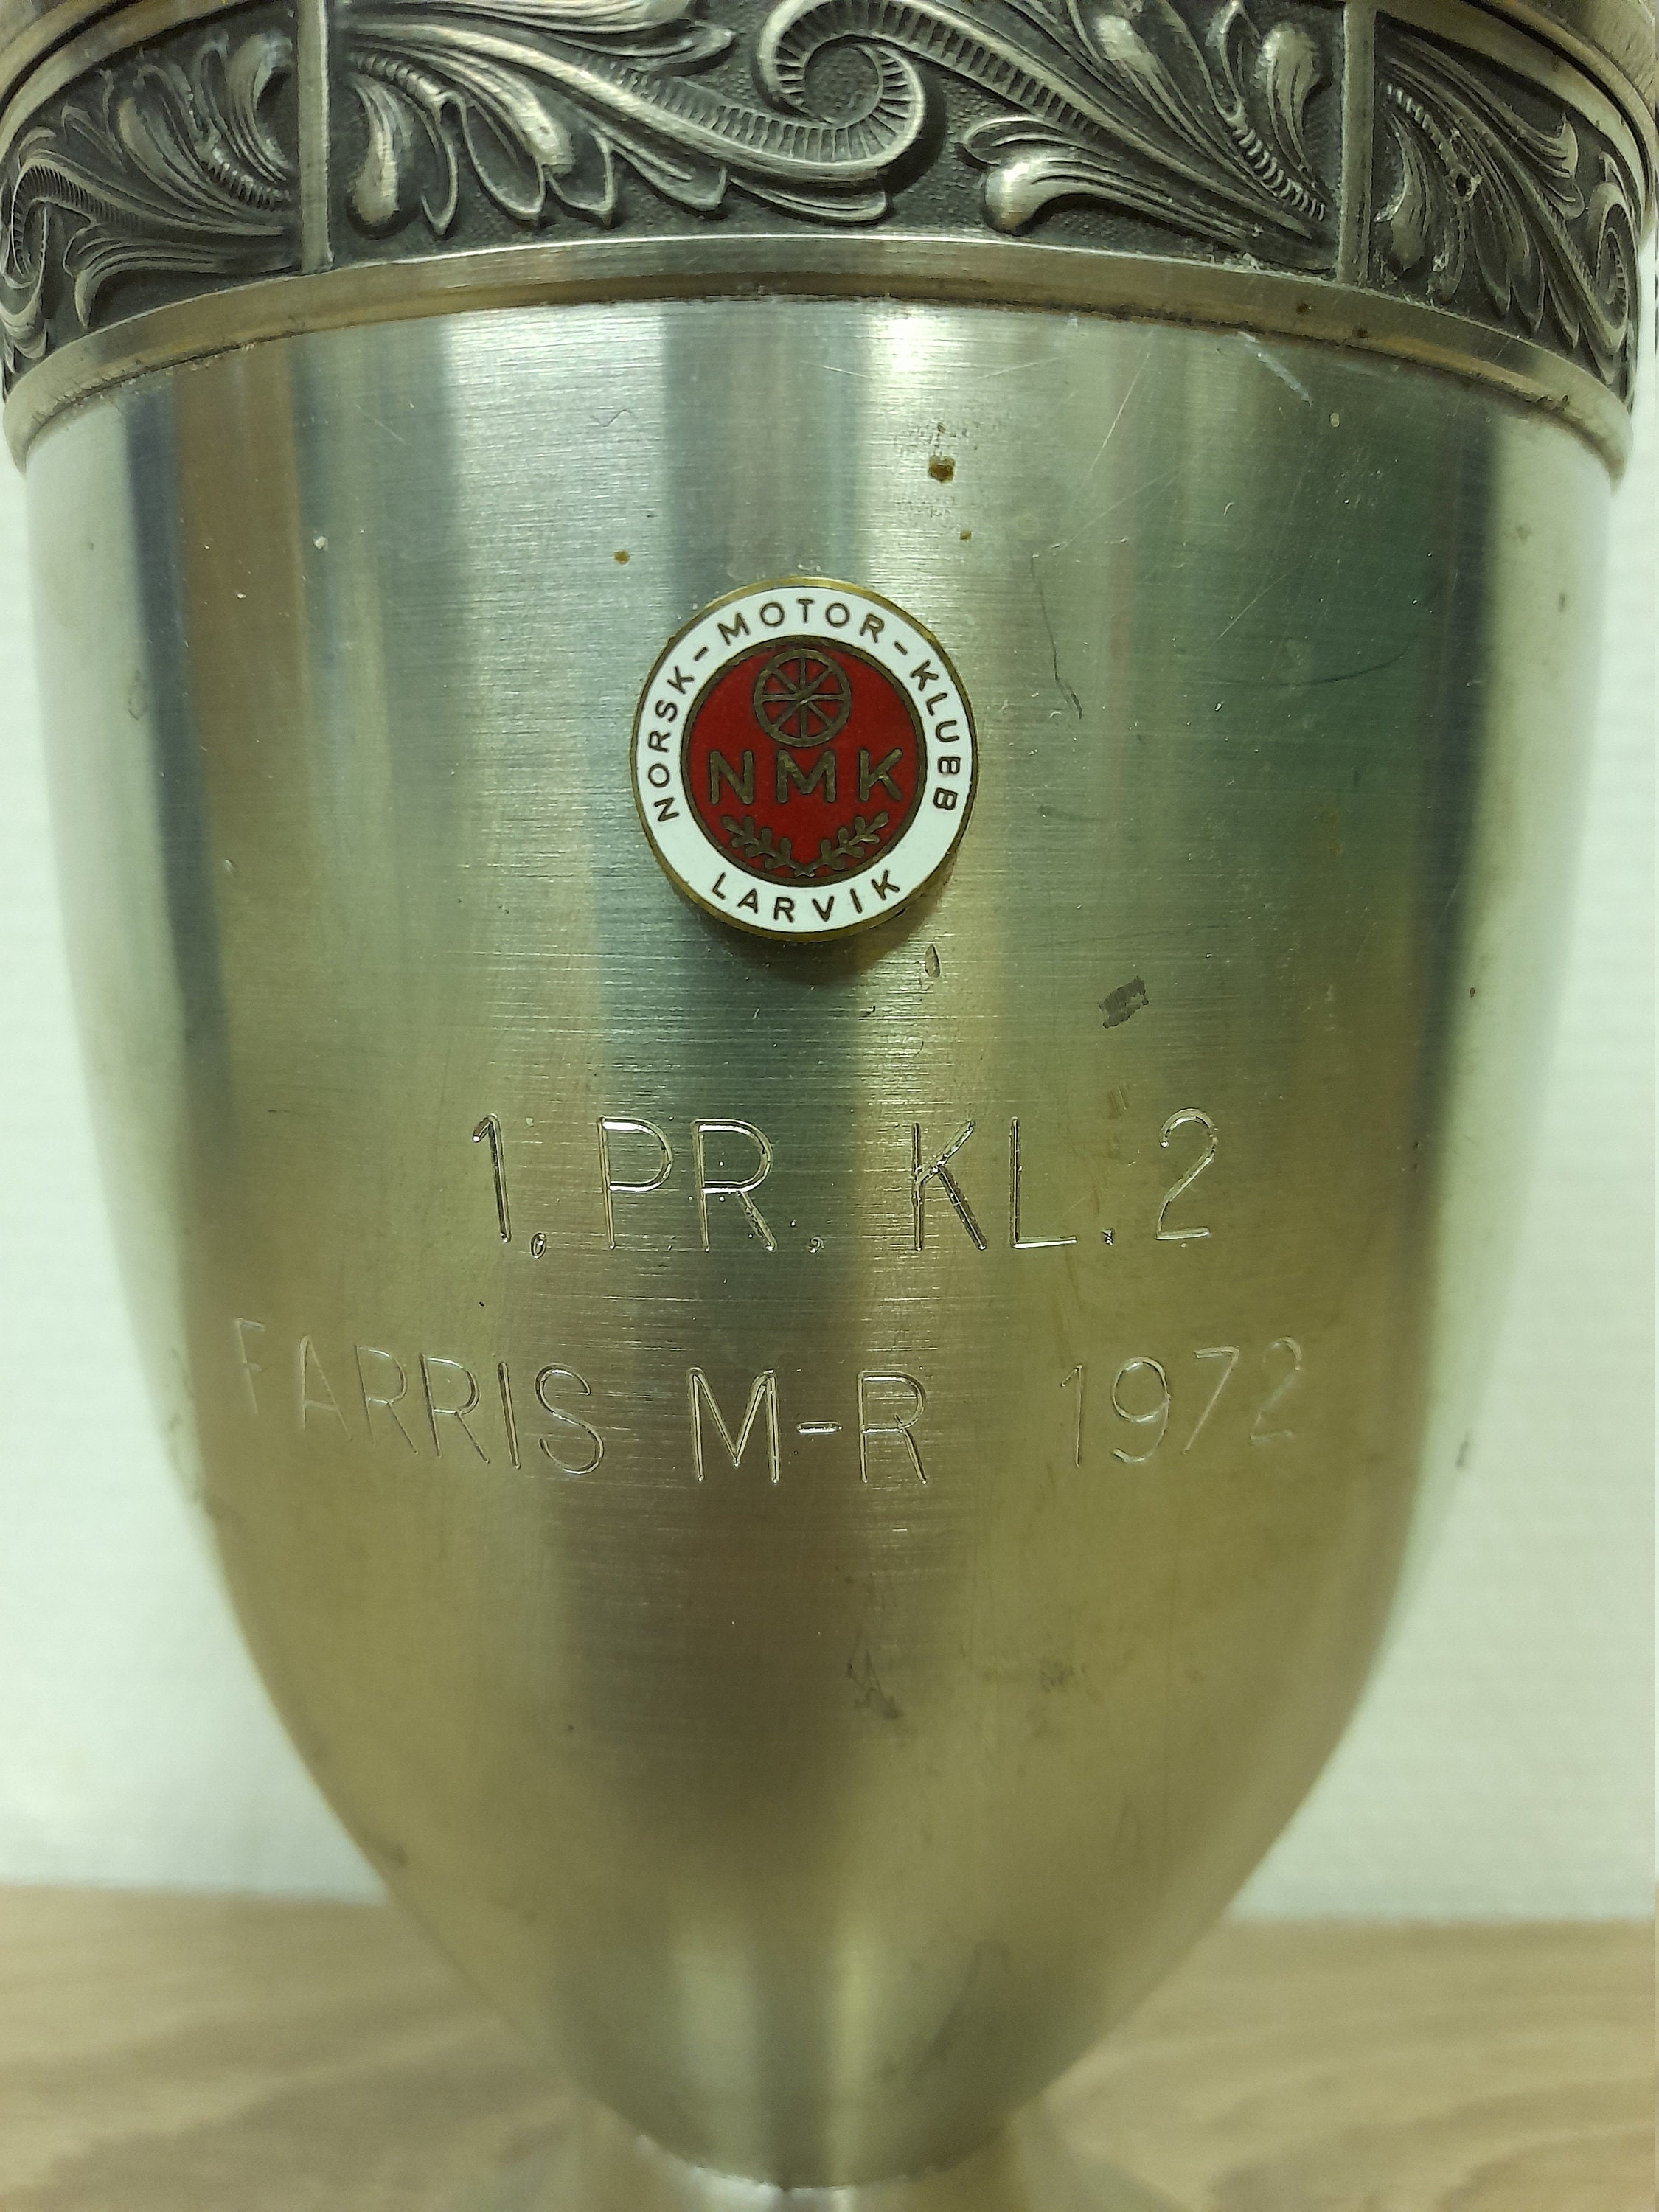 NORSK-MOTOR-KLUBB
NMK
LARVIK
1. PR. KL. 2
FARRIS M-R 1972